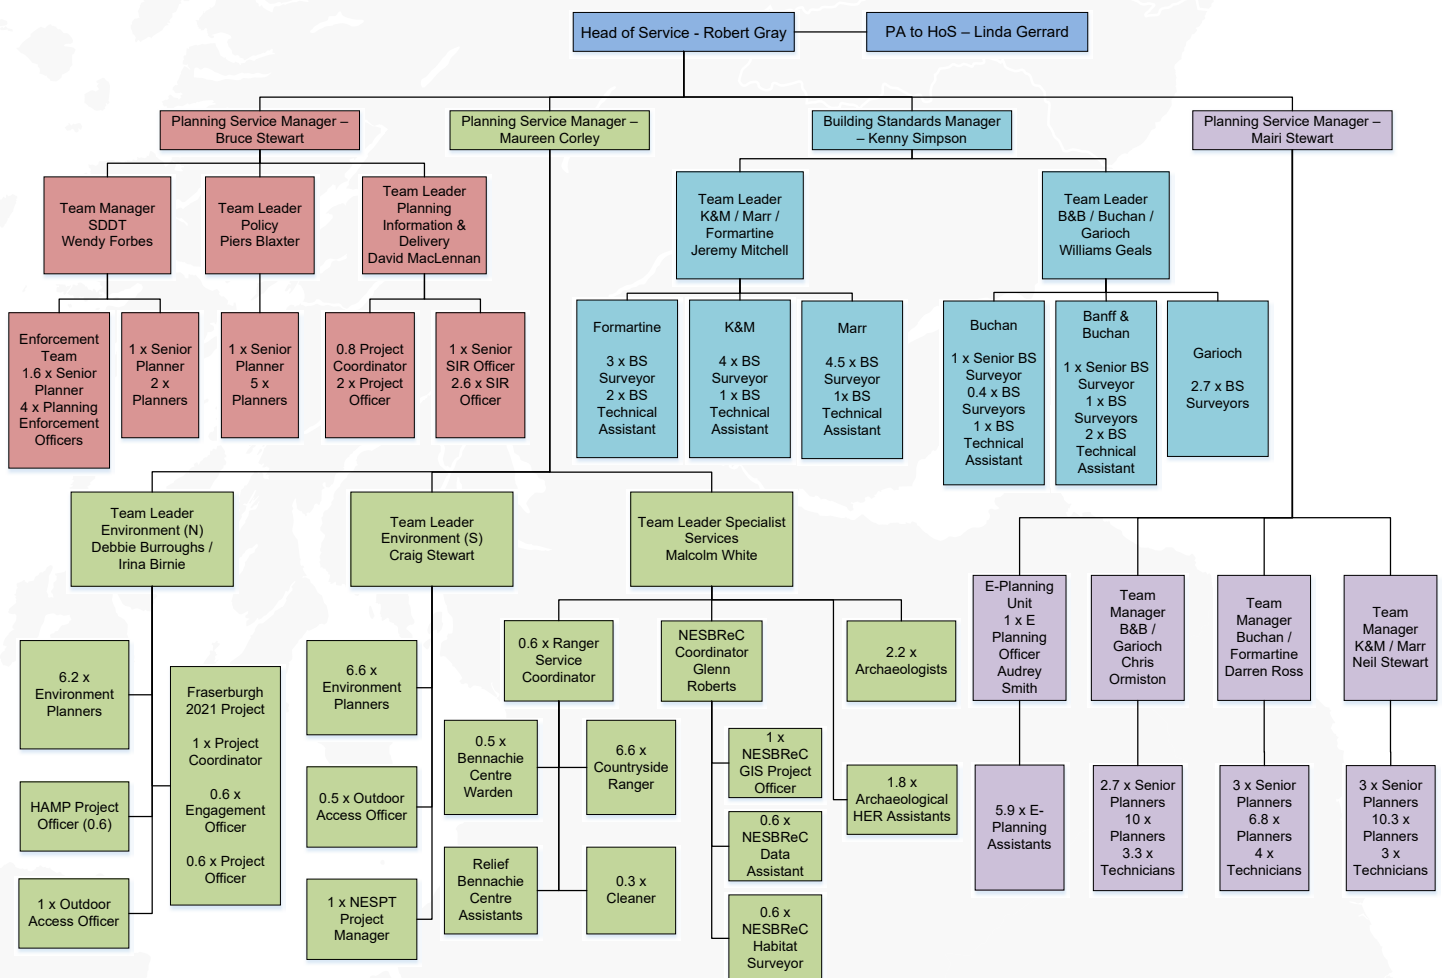 Head of Service - Robert Gray
PA to HoS – Linda Gerrard
Planning Service Manager –
Bruce Stewart
Planning Service Manager –
Maureen Corley
Building Standards Manager
– Kenny Simpson
Planning Service Manager –
Mairi Stewart
Team Manager
SDDT
Wendy Forbes
Team Leader
Policy
Piers Blaxter
Team Leader
Planning
Information &
Delivery
David MacLennan
Team Leader
K&M / Marr /
Formartine
Jeremy Mitchell
Team Leader
B&B / Buchan /
Garioch
Williams Geals
Enforcement
Team
1.6 x Senior
Planner
4 x Planning
Enforcement
Officers
1 x Senior
Planner
2 x
Planners
1 x Senior
Planner
5 x
Planners
0.8 Project
Coordinator
2 x Project
Officer
1 x Senior
SIR Officer
2.6 x SIR
Officer
Formartine
3 x BS
Surveyor
2 x BS
Technical
Assistant
K&M
4 x BS
Surveyor
1 x BS
Technical
Assistant
Marr
4.5 x BS
Surveyor
1x BS
Technical
Assistant
Buchan
1 x Senior BS
Surveyor
0.4 x BS
Surveyors
1 x BS
Technical
Assistant
Banff &
Buchan
1 x Senior BS
Surveyor
1 x BS
Surveyors
2 x BS
Technical
Assistant
Garioch
2.7 x BS
Surveyors
Team Leader
Environment (N)
Debbie Burroughs /
Irina Birnie
Team Leader
Environment (S)
Craig Stewart
Team Leader Specialist
Services
Malcolm White
E-Planning
Unit
1 x E
Planning
Officer
Audrey
Smith
Team
Manager
B&B /
Garioch
Chris
Ormiston
Team
Manager
Buchan /
Formartine
Darren Ross
Team
Manager
K&M / Marr
Neil Stewart
6.2 x
Environment
Planners
Fraserburgh
2021 Project
1 x Project
Coordinator
0.6 x
Engagement
Officer
0.6 x Project
Officer
HAMP Project
Officer (0.6)
1 x Outdoor
Access Officer
6.6 x
Environment
Planners
0.5 x Outdoor
Access Officer
1 x NESPT
Project
Manager
0.6 x Ranger
Service
Coordinator
NESBReC
Coordinator
Glenn
Roberts
2.2 x
Archaeologists
0.5 x
Bennachie
Centre
Warden
6.6 x
Countryside
Ranger
Relief
Bennachie
Centre
Assistants
0.3 x
Cleaner
1 x
NESBReC
GIS Project
Officer
0.6 x
NESBReC
Data
Assistant
0.6 x
NESBReC
Habitat
Surveyor
1.8 x
Archaeological
HER Assistants
5.9 x E-
Planning
Assistants
2.7 x Senior
Planners
10 x
Planners
3.3 x
Technicians
3 x Senior
Planners
6.8 x
Planners
4 x
Technicians
3 x Senior
Planners
10.3 x
Planners
3 x
Technicians